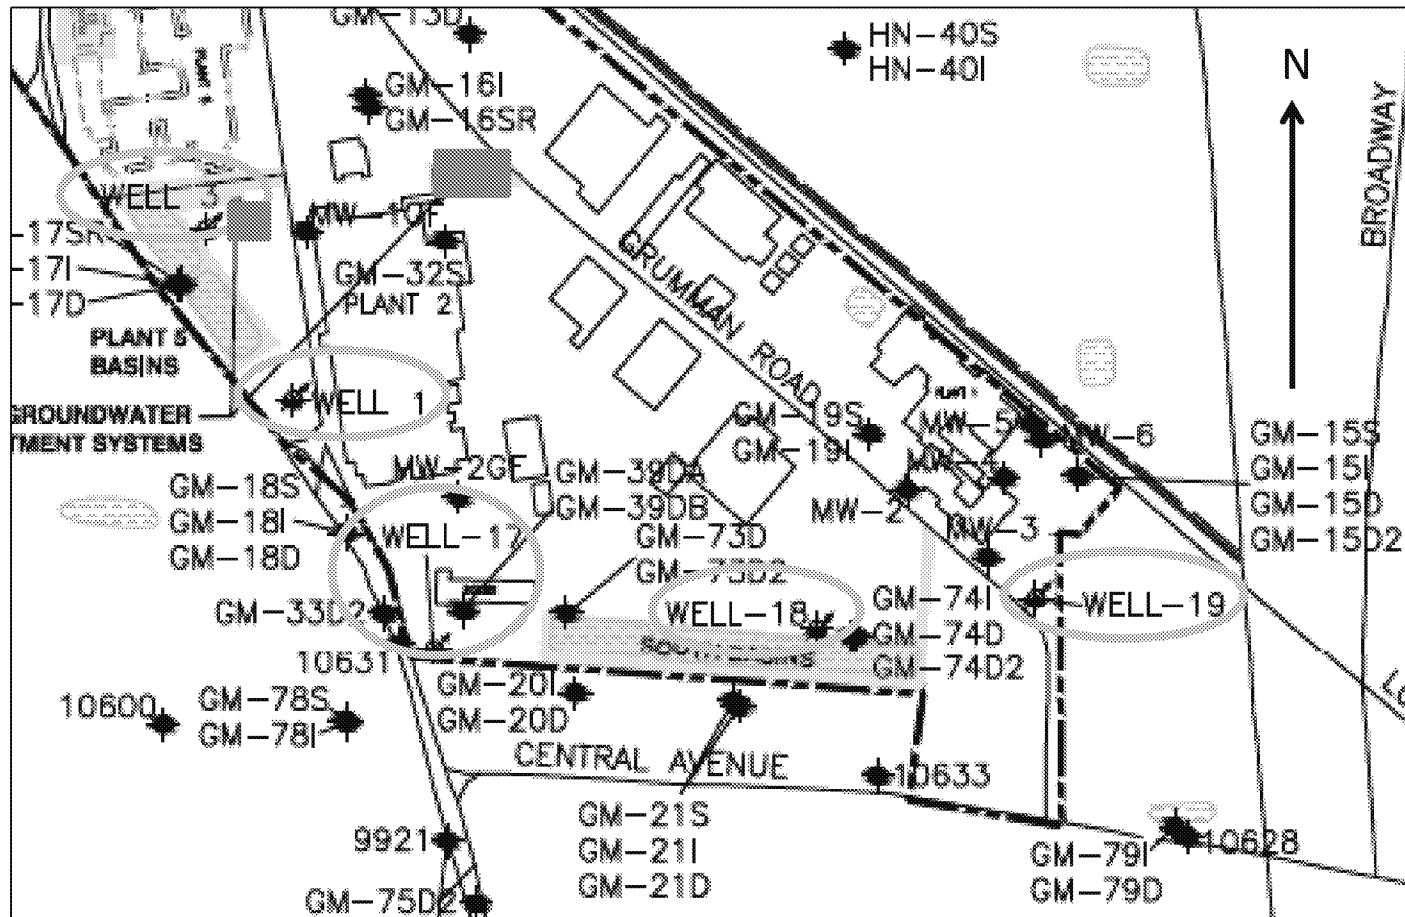 GM-13D
HN-40S
HN-40I
N
GM-16I
GM-16SR
BROADWAY
WELL 3
-17SR
-17I
-17D
GM-32S
PLANT 2
GRUMMAN ROAD
PLANT 5
BASINS
WELL 1
GROUNDWATER
TMENT SYSTEMS
GM-19S
GM-19I
MW-5
MW-6
GM-15S
GM-15I
GM-15D
GM-15D2
MW-2GF
GM-39DA
GM-39DB
GM-18S
GM-18I
GM-18D
WELL-17
GM-73D
GM-73D2
MW-2
MW-3
GM-33D2
WELL-18
GM-74I
GM-74D
GM-74D2
WELL-19
SOUTH BASINS
10631
GM-20I
GM-20D
10600
GM-78S
GM-78I
CENTRAL AVENUE
10633
GM-21S
GM-21I
GM-21D
9921
GM-75D2
GM-79I
GM-79D
10628